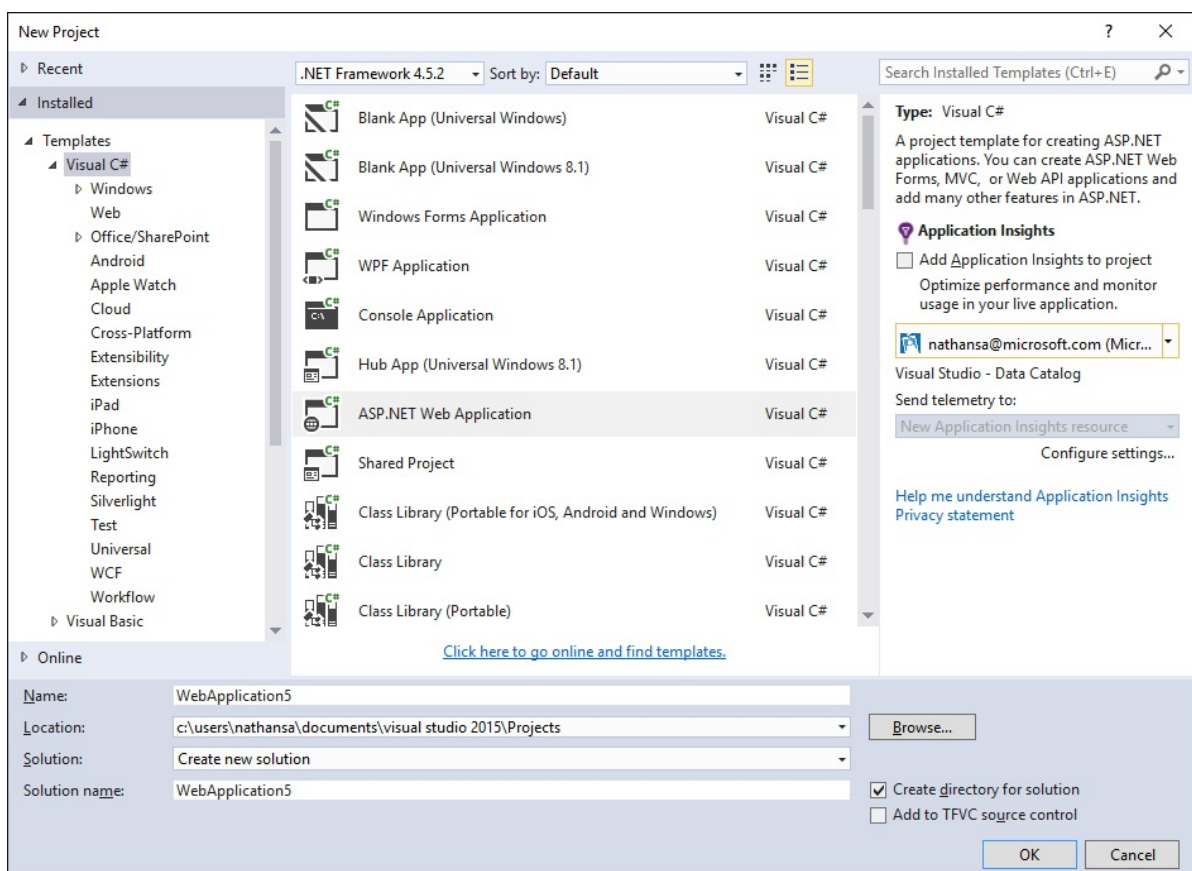 New Project
?
Recent
Installed
Templates
Visual C#
Windows
Web
Office/SharePoint
Android
Apple Watch
Cloud
Cross-Platform
Extensibility
Extensions
iPad
iPhone
LightSwitch
Reporting
Silverlight
Test
Universal
WCF
Workflow
Visual Basic
Online
.NET Framework 4.5.2 Sort by: Default
Blank App (Universal Windows) Visual C#
Blank App (Universal Windows 8.1) Visual C#
Windows Forms Application Visual C#
WPF Application Visual C#
Console Application Visual C#
Hub App (Universal Windows 8.1) Visual C#
ASP.NET Web Application Visual C#
Shared Project Visual C#
Class Library (Portable for iOS, Android and Windows) Visual C#
Class Library Visual C#
Class Library (Portable) Visual C#
Click here to go online and find templates.
Search Installed Templates (Ctrl+E)
Type: Visual C#
A project template for creating ASP.NET
applications. You can create ASP.NET Web
Forms, MVC, or Web API applications and
add many other features in ASP.NET.
Application Insights
Add Application Insights to project
Optimize performance and monitor
usage in your live application.
nathansa@microsoft.com (Micr...
Visual Studio - Data Catalog
Send telemetry to:
New Application Insights resource
Configure settings...
Help me understand Application Insights
Privacy statement
Name: WebApplication5
Location: c:\users\nathansa\documents\visual studio 2015\Projects
Browse...
Solution: Create new solution
Solution name: WebApplication5
Create directory for solution
Add to TFVC source control
OK Cancel